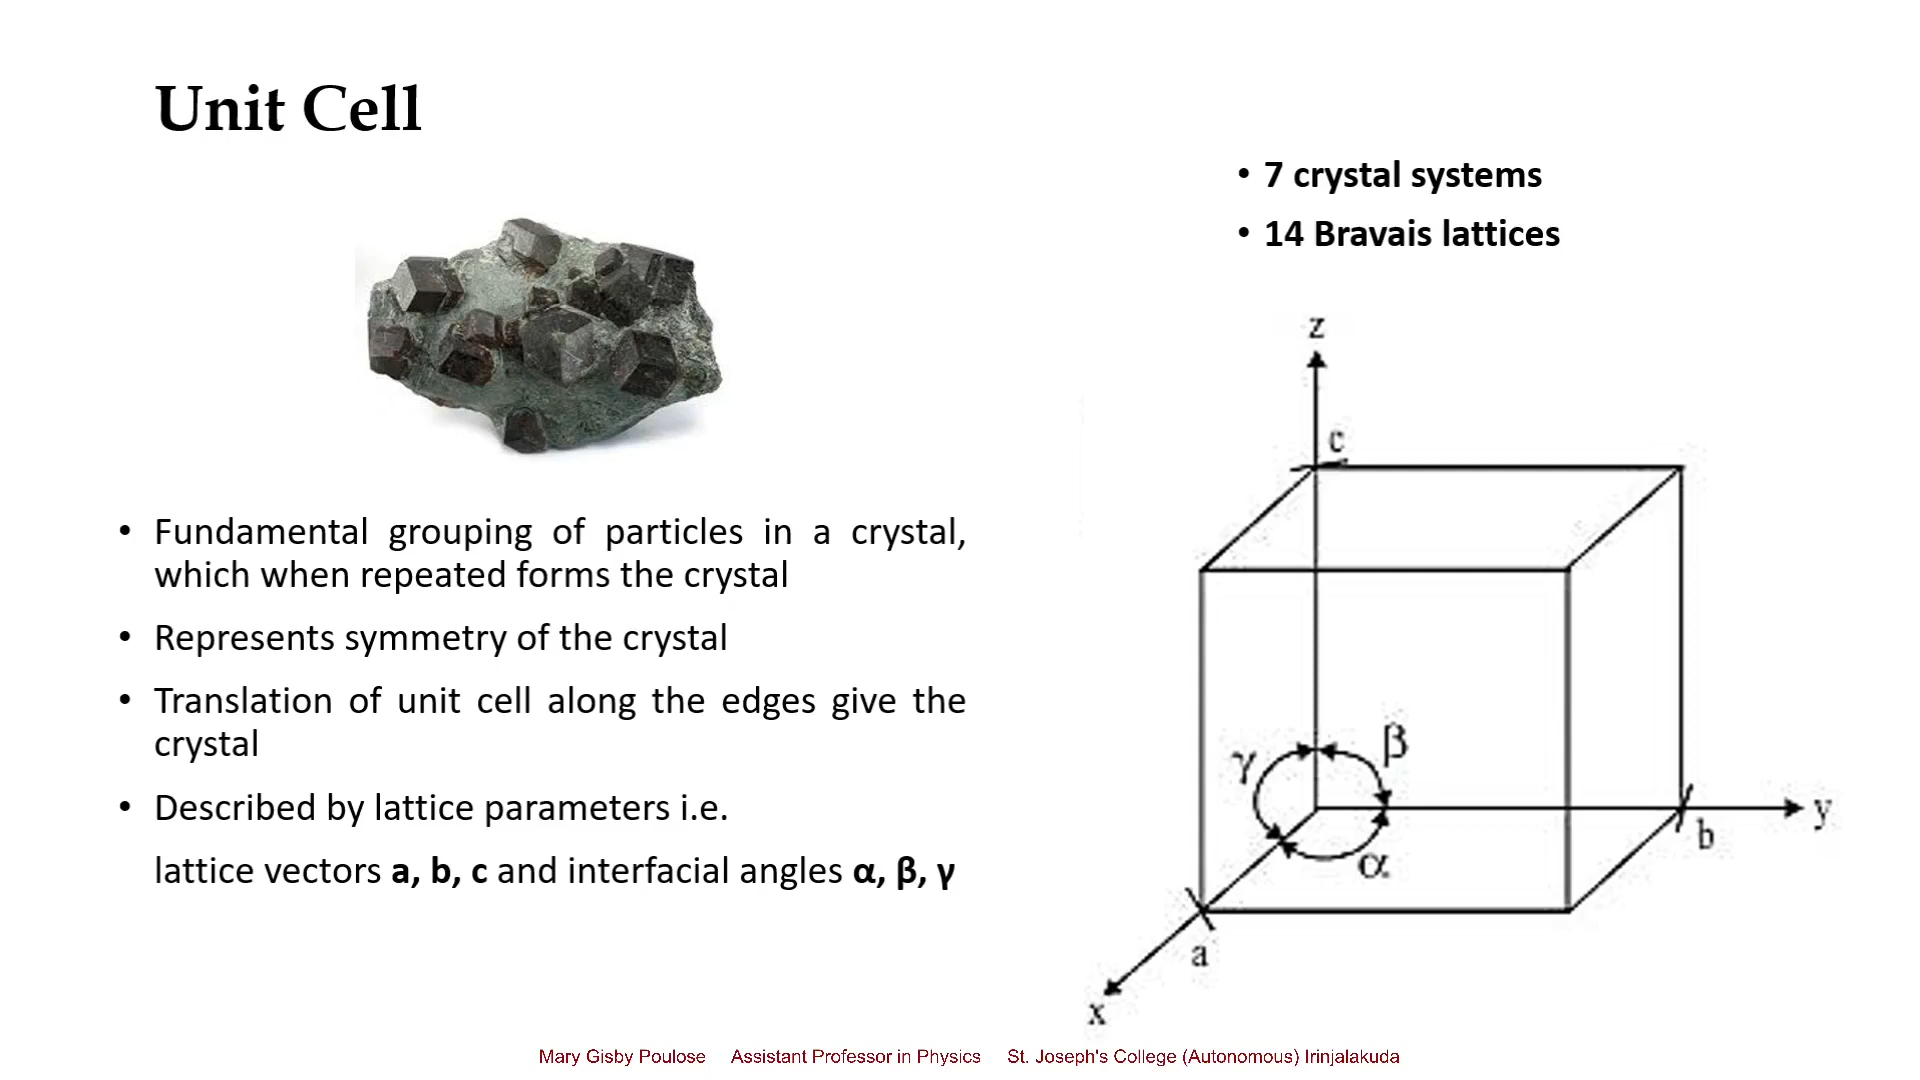 Unit Cell
• 7 crystal systems
• 14 Bravais lattices
• Fundamental grouping of particles in a crystal,
which when repeated forms the crystal
• Represents symmetry of the crystal
• Translation of unit cell along the edges give the
crystal
• Described by lattice parameters i.e.
lattice vectors a, b, c and interfacial angles α, β, γ
z
c
β
γ
y
b
α
a
x
Mary Gisby Poulose Assistant Professor in Physics St. Joseph's College (Autonomous) Irinjalakuda